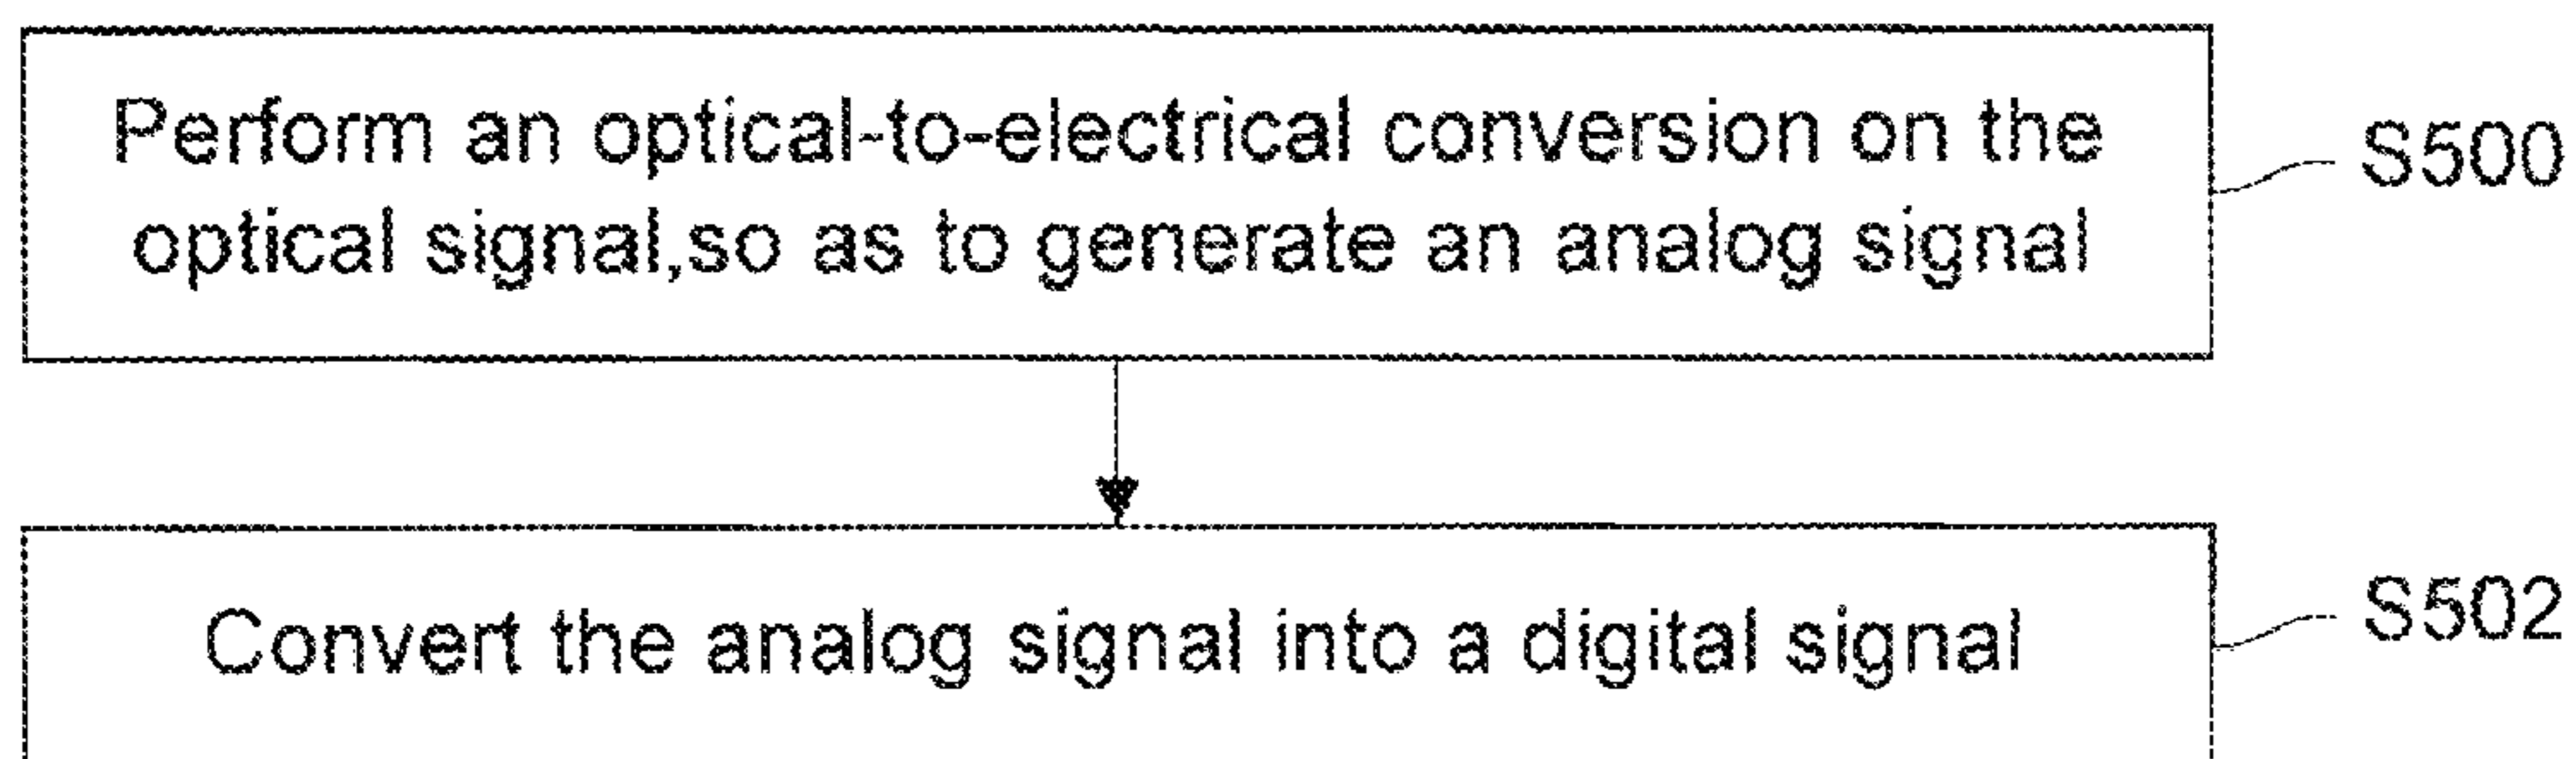 Perform an optical-to-electrical conversion on the
optical signal,so as to generate an analog signal
S500
Convert the analog signal into a digital signal
S502